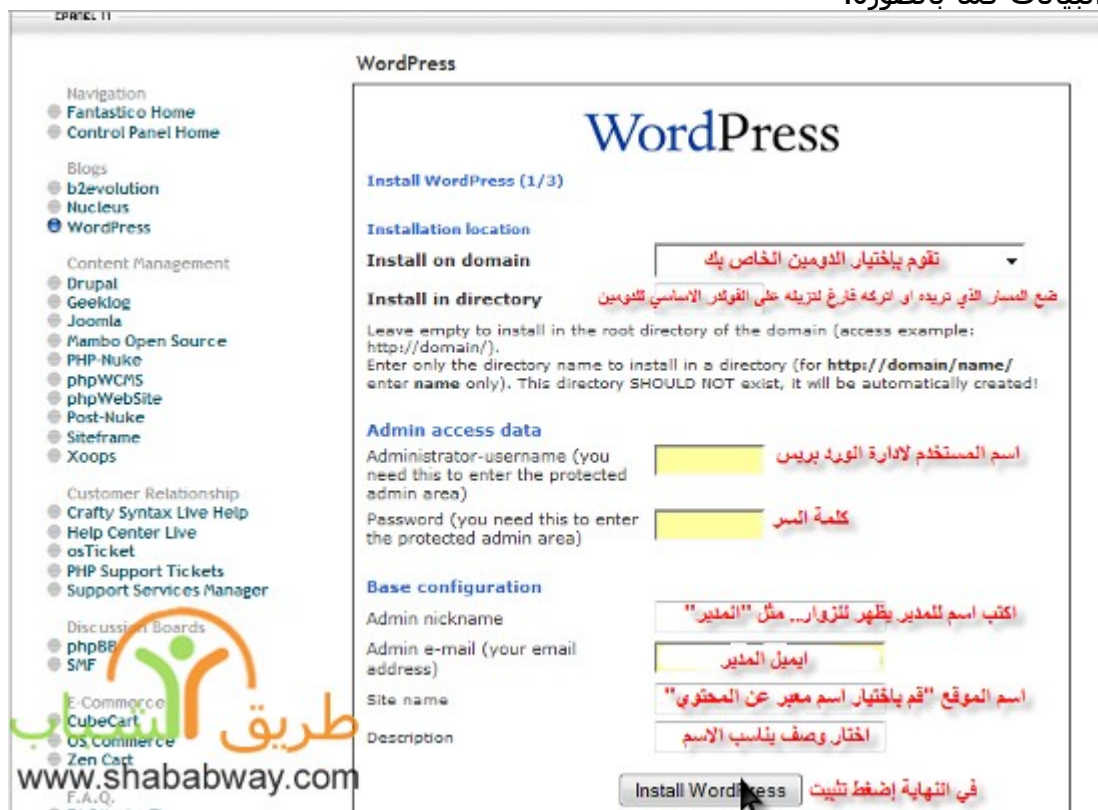 البيانات كما بالصورة:
CPANEL 11
WordPress
Navigation
Fantastico Home
Control Panel Home
Blogs
b2evolution
Nucleus
WordPress
Content Management
Drupal
Geeklog
Joomla
Mambo Open Source
PHP-Nuke
phpWCMS
phpWebSite
Post-Nuke
Siteframe
Xoops
Customer Relationship
Crafty Syntax Live Help
Help Center Live
osTicket
PHP Support Tickets
Support Services Manager
Discussion Boards
phpBB
SMF
E-Commerce
CubeCart
OS Commerce
Zen Cart
F.A.Q.
طريق الشباب
www.shababway.com
WordPress
Install WordPress (1/3)
Installation location
Install on domain تقوم بإختيار الدومين الخاص بك
Install in directory ضع المسار الذي تريده او اتركه فارغ لتنزيله على الفولدر الاساسي للدومين
Leave empty to install in the root directory of the domain (access example:
http://domain/).
Enter only the directory name to install in a directory (for http://domain/name/
enter name only). This directory SHOULD NOT exist, it will be automatically created!
Admin access data
Administrator-username (you اسم المستخدم لادارة الورد بريس
need this to enter the protected
admin area)
Password (you need this to enter كلمة السر
the protected admin area)
Base configuration
Admin nickname اكتب اسم للمدير يظهر للزوار... مثل "المدير"
Admin e-mail (your email ايميل المدير
address)
Site name اسم الموقع "قم بإختيار اسم معبر عن المحتوي"
Description اختار وصف يناسب الاسم
Install WordPress في النهاية إضغط تثبيت